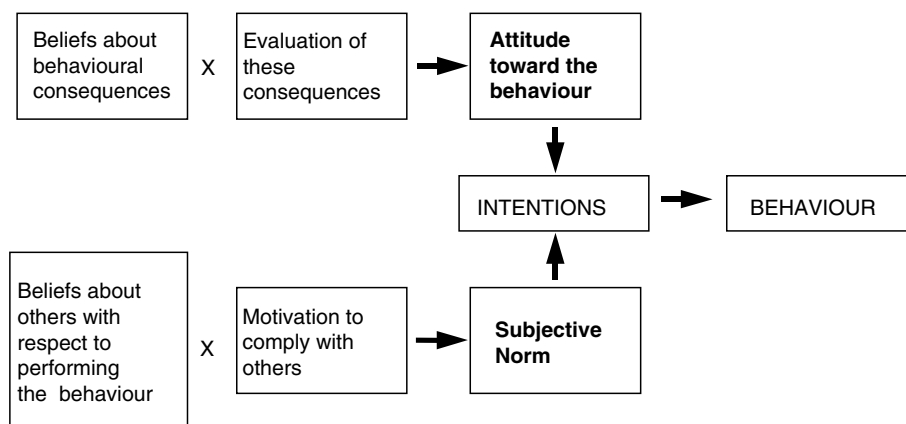 Beliefs about
behavioural
consequences
X
Evaluation of
these
consequences
Attitude
toward the
behaviour
INTENTIONS
BEHAVIOUR
Beliefs about
others with
respect to
performing
the behaviour
X
Motivation to
comply with
others
Subjective
Norm